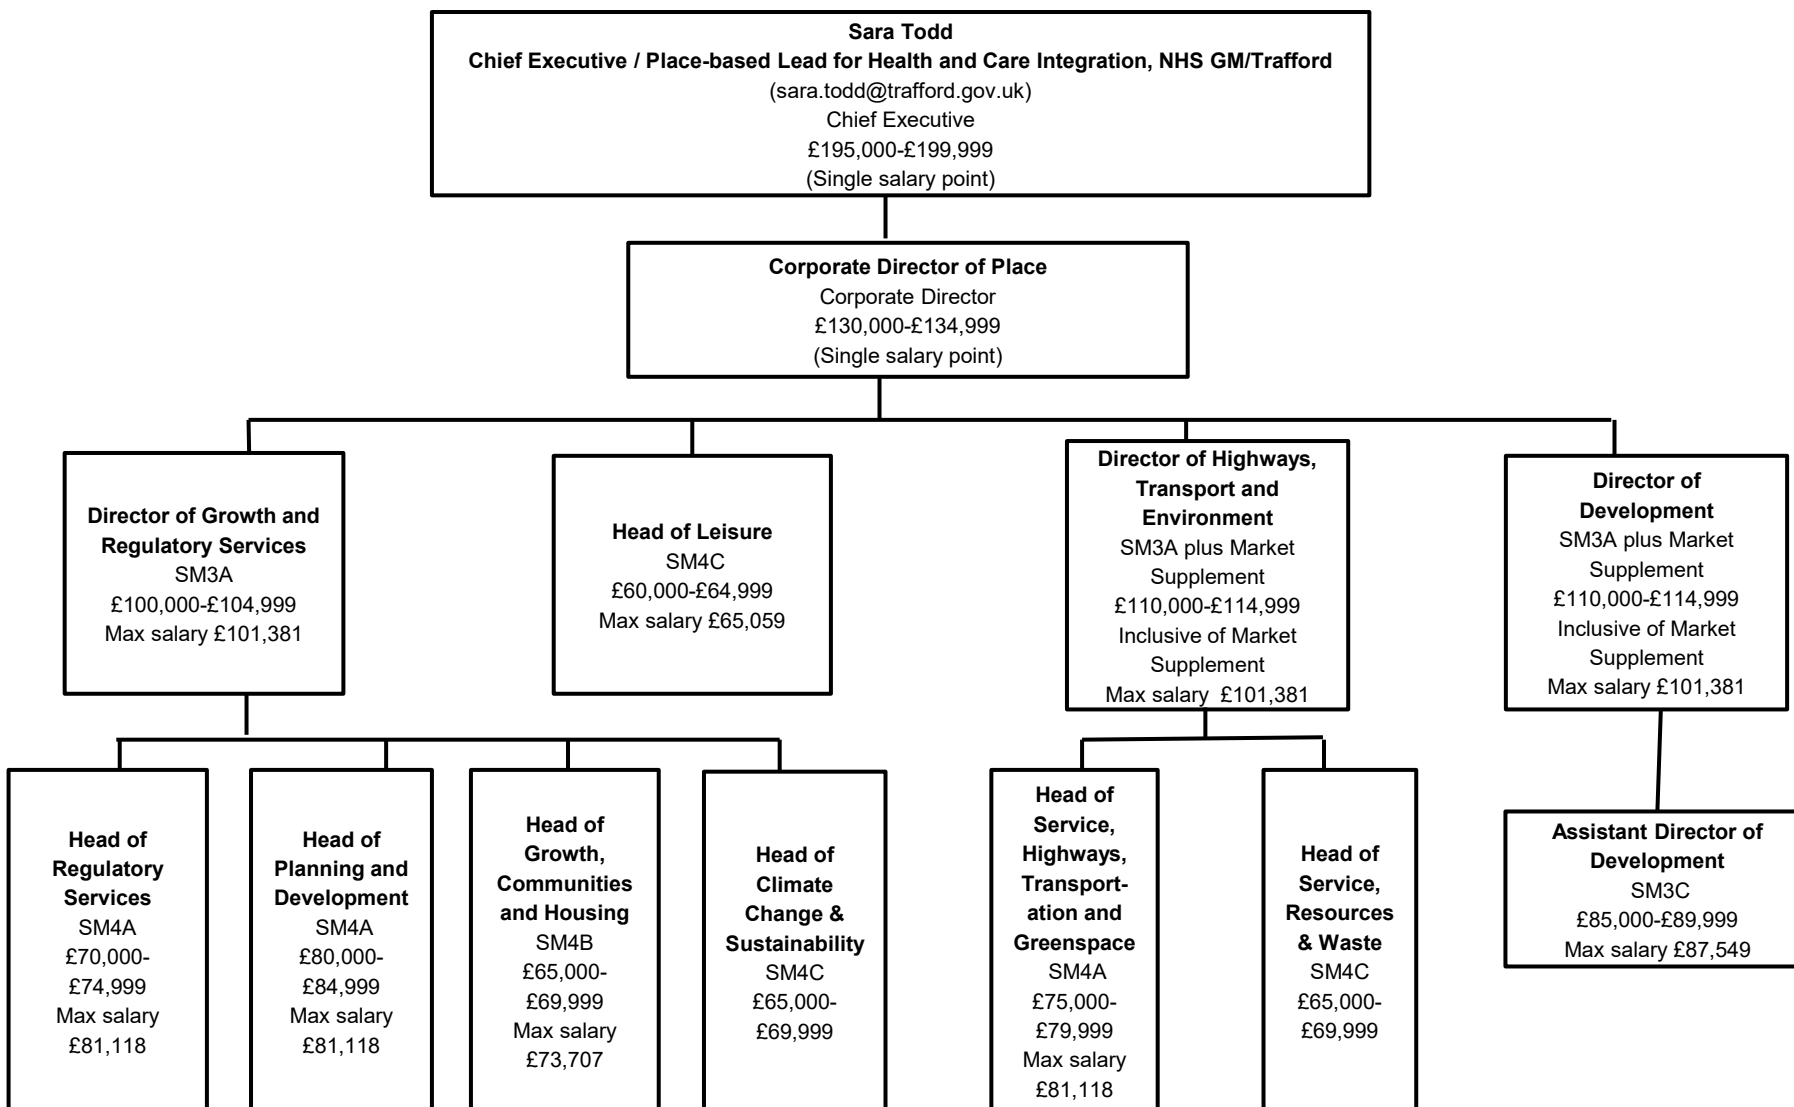 Sara Todd
Chief Executive / Place-based Lead for Health and Care Integration, NHS GM/Trafford
(sara.todd@trafford.gov.uk)
Chief Executive
£195,000-£199,999
(Single salary point)
Corporate Director of Place
Corporate Director
£130,000-£134,999
(Single salary point)
Director of Growth and
Regulatory Services
SM3A
£100,000-£104,999
Max salary £101,381
Head of Leisure
SM4C
£60,000-£64,999
Max salary £65,059
Director of Highways,
Transport and
Environment
SM3A plus Market
Supplement
£110,000-£114,999
Inclusive of Market
Supplement
Max salary £101,381
Director of
Development
SM3A plus Market
Supplement
£110,000-£114,999
Inclusive of Market
Supplement
Max salary £101,381
Head of
Regulatory
Services
SM4A
£70,000-
£74,999
Max salary
£81,118
Head of
Planning and
Development
SM4A
£80,000-
£84,999
Max salary
£81,118
Head of
Growth,
Communities
and Housing
SM4B
£65,000-
£69,999
Max salary
£73,707
Head of
Climate
Change &
Sustainability
SM4C
£65,000-
£69,999
Head of
Service,
Highways,
Transport-
ation and
Greenspace
SM4A
£75,000-
£79,999
Max salary
£81,118
Head of
Service,
Resources
& Waste
SM4C
£65,000-
£69,999
Assistant Director of
Development
SM3C
£85,000-£89,999
Max salary £87,549